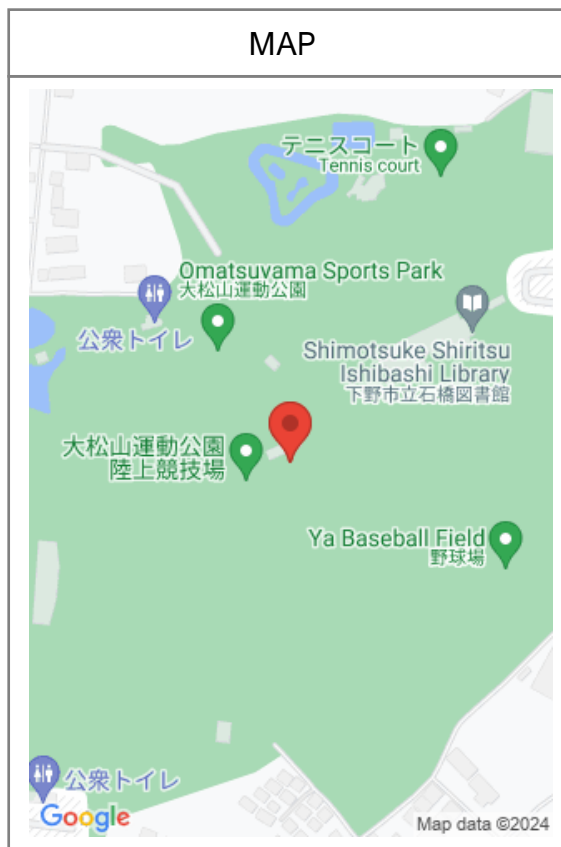 MAP
テニスコート
Tennis court
Omatsuyama Sports Park
大松山運動公園
公衆トイレ
Shimotsuke Shiritsu
Ishibashi Library
下野市立石橋図書館
大松山運動公園
陸上競技場
Ya Baseball Field
野球場
公衆トイレ
Google
Map data ©2024